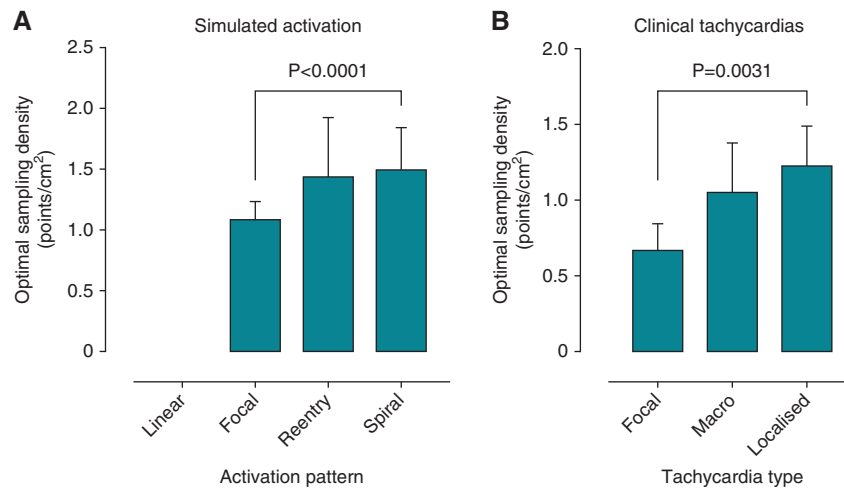 A
Simulated activation
2.5
2.0
1.5
1.0
0.5
0
Optimal sampling density
(points/cm²)
P<0.0001
Linear
Focal
Reentry
Spiral
Activation pattern
B
Clinical tachycardias
2.0
1.5
1.0
0.5
0
Optimal sampling density
(points/cm²)
P=0.0031
Focal
Macro
Localised
Tachycardia type